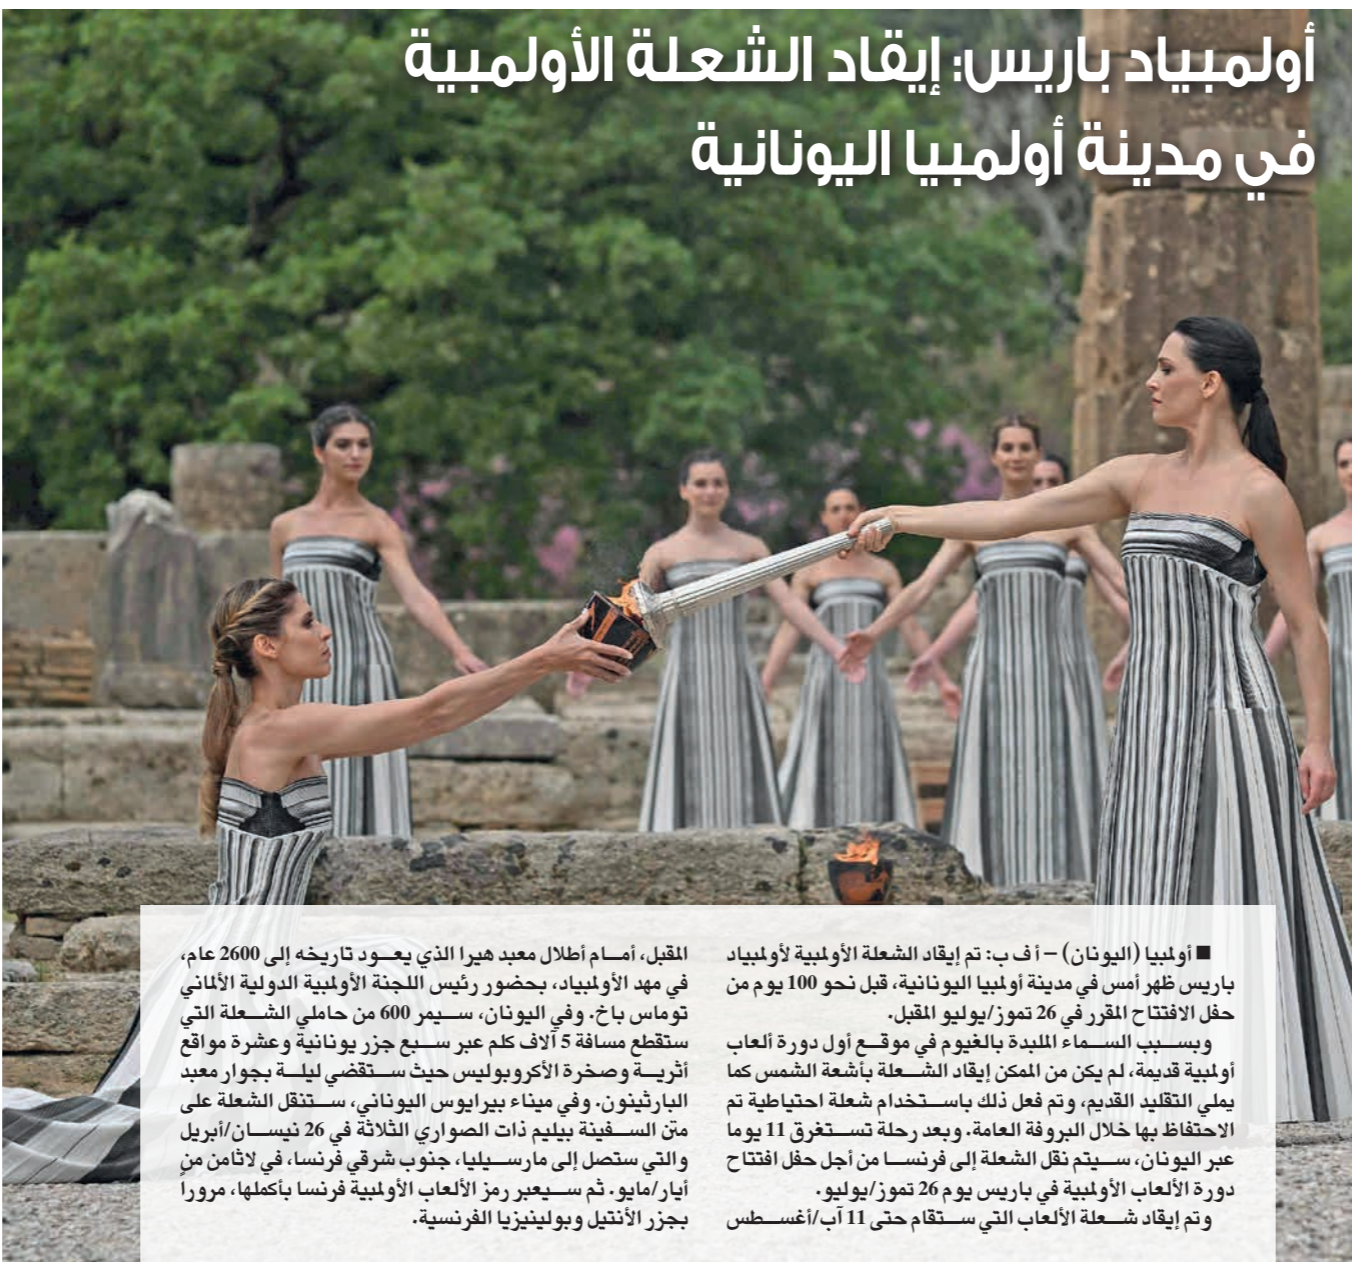 أولمبياد باريس: إيقاد الشعلة الأولمبية
في مدينة أولمبيا اليونانية
■ أولمبيا (اليونان) – أ ف ب: تم إيقاد الشعلة الأولمبية لأولمبياد
باريس ظهر أمس في مدينة أولمبيا اليونانية، قبل نحو 100 يوم من
حفل الافتتاح المقرر في 26 تموز/يوليو المقبل.
وبسبب السماء الملبدة بالغيوم في موقع أول دورة ألعاب
أولمبية قديمة، لم يكن من الممكن إيقاد الشعلة بأشعة الشمس كما
يملي التقليد القديم، وتم فعل ذلك باستخدام شعلة احتياطية تم
الاحتفاظ بها خلال البروفة العامة. وبعد رحلة تستغرق 11 يوما
عبر اليونان، سيتم نقل الشعلة إلى فرنسا من أجل حفل افتتاح
دورة الألعاب الأولمبية في باريس يوم 26 تموز/يوليو.
وتم إيقاد شعلة الألعاب التي ستقام حتى 11 آب/أغسطس
المقبل، أمام أطلال معبد هيرا الذي يعود تاريخه إلى 2600 عام،
في مهد الأولمبياد، بحضور رئيس اللجنة الأولمبية الدولية الألماني
توماس باخ. وفي اليونان، سيمر 600 من حاملي الشعلة التي
ستقطع مسافة 5 آلاف كلم عبر سبع جزر يونانية وعشرة مواقع
أثرية وصخرة الأكروبوليس حيث ستقضي ليلة بجوار معبد
البارثينون. وفي ميناء بيرايوس اليوناني، ستنقل الشعلة على
متن السفينة بيليم ذات الصواري الثلاثة في 26 نيسان/أبريل
والتي ستصل إلى مارسيليا، جنوب شرقي فرنسا، في لاثامن من
أيار/مايو. ثم سيعبر رمز الألعاب الأولمبية فرنسا بأكملها، مروراً
بجزر الأنتيل وبولينيزيا الفرنسية.